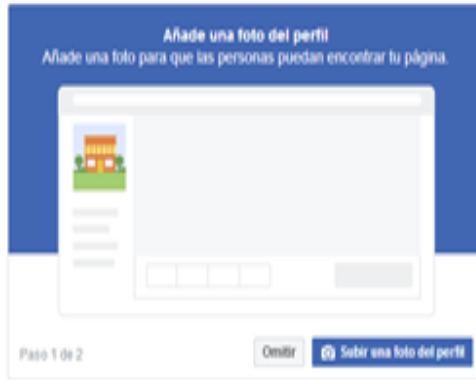 Añade una foto del perfil
Añade una foto para que las personas puedan encontrar tu página.
Paso 1 de 2
Omitir
Subir una foto del perfil